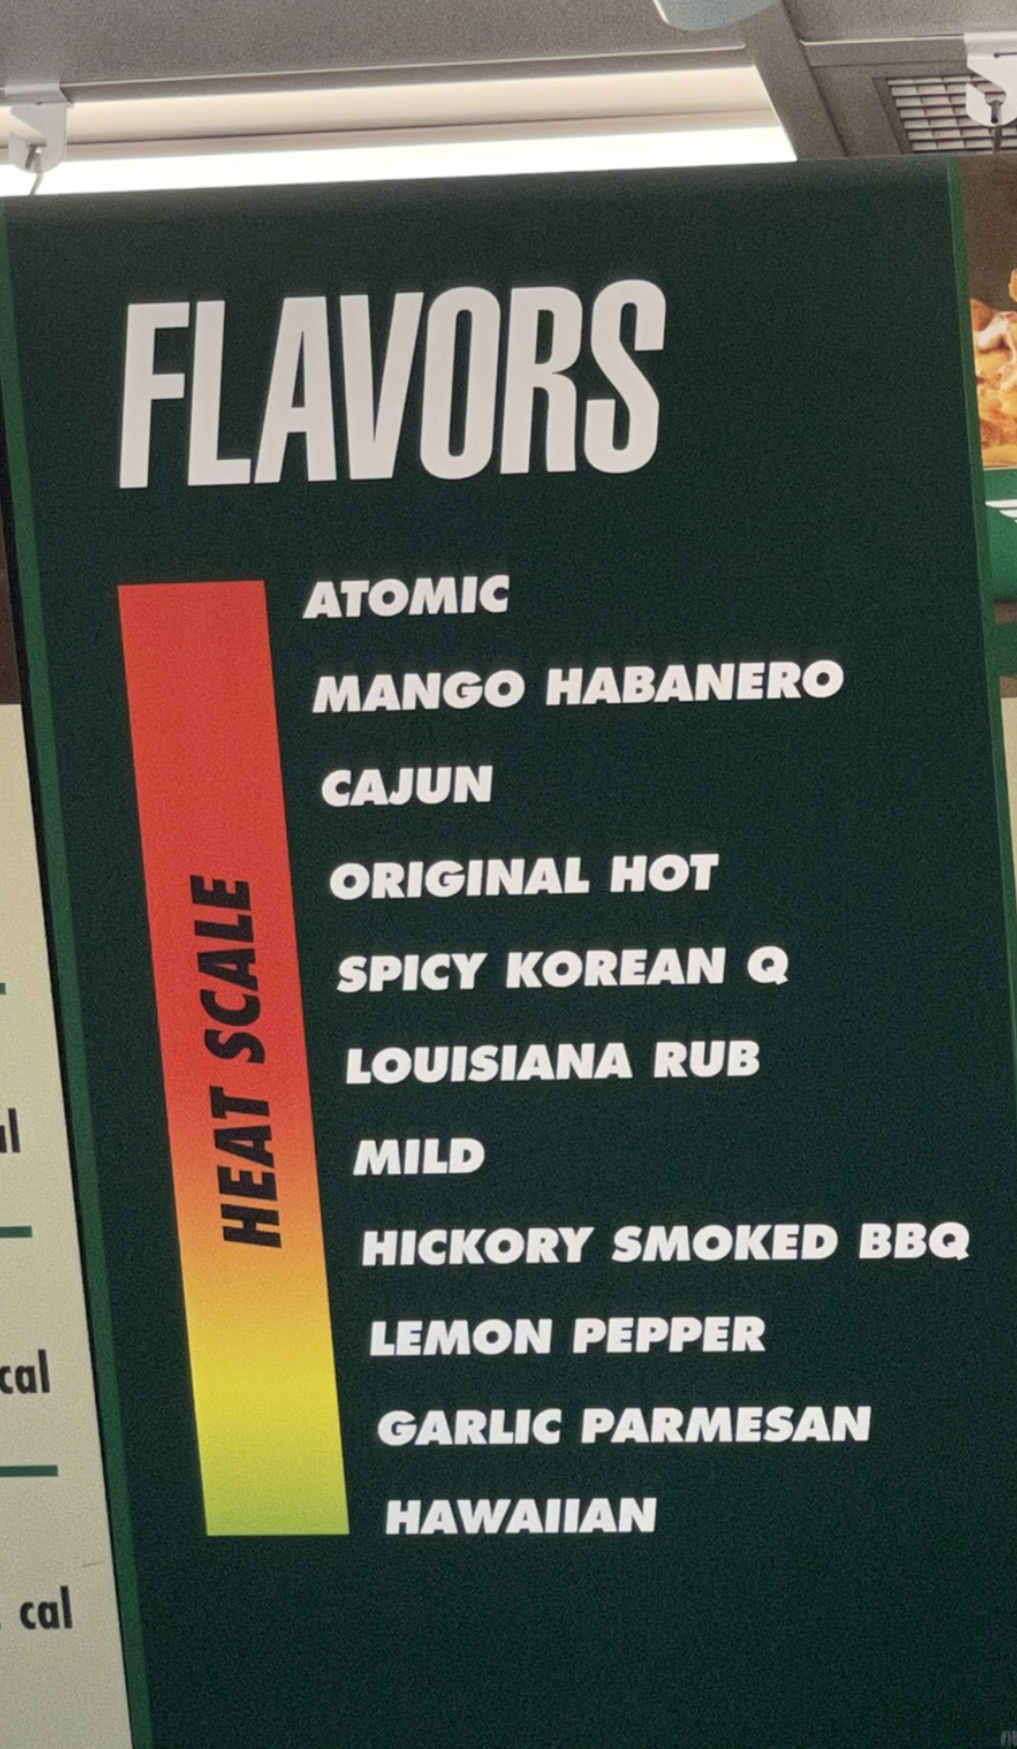 FLAVORS
HEAT SCALE
ATOMIC
MANGO HABANERO
CAJUN
ORIGINAL HOT
SPICY KOREAN Q
LOUISIANA RUB
MILD
HICKORY SMOKED BBQ
LEMON PEPPER
GARLIC PARMESAN
HAWAIIAN
cal
cal